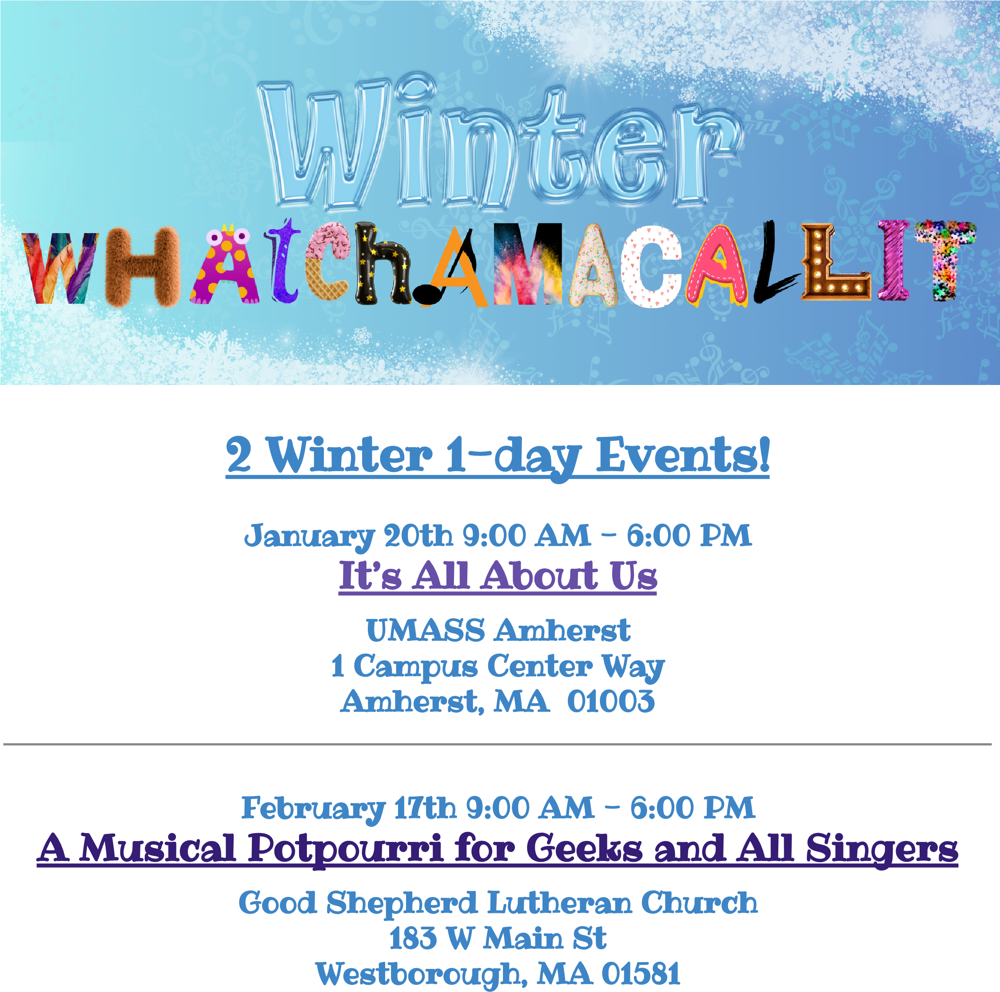 Winter
WHAtChAMACALLIT
2 Winter 1-day Events!
January 20th 9:00 AM - 6:00 PM
It's All About Us
UMASS Amherst
1 Campus Center Way
Amherst, MA 01003
February 17th 9:00 AM - 6:00 PM
A Musical Potpourri for Geeks and All Singers
Good Shepherd Lutheran Church
183 W Main St
Westborough, MA 01581